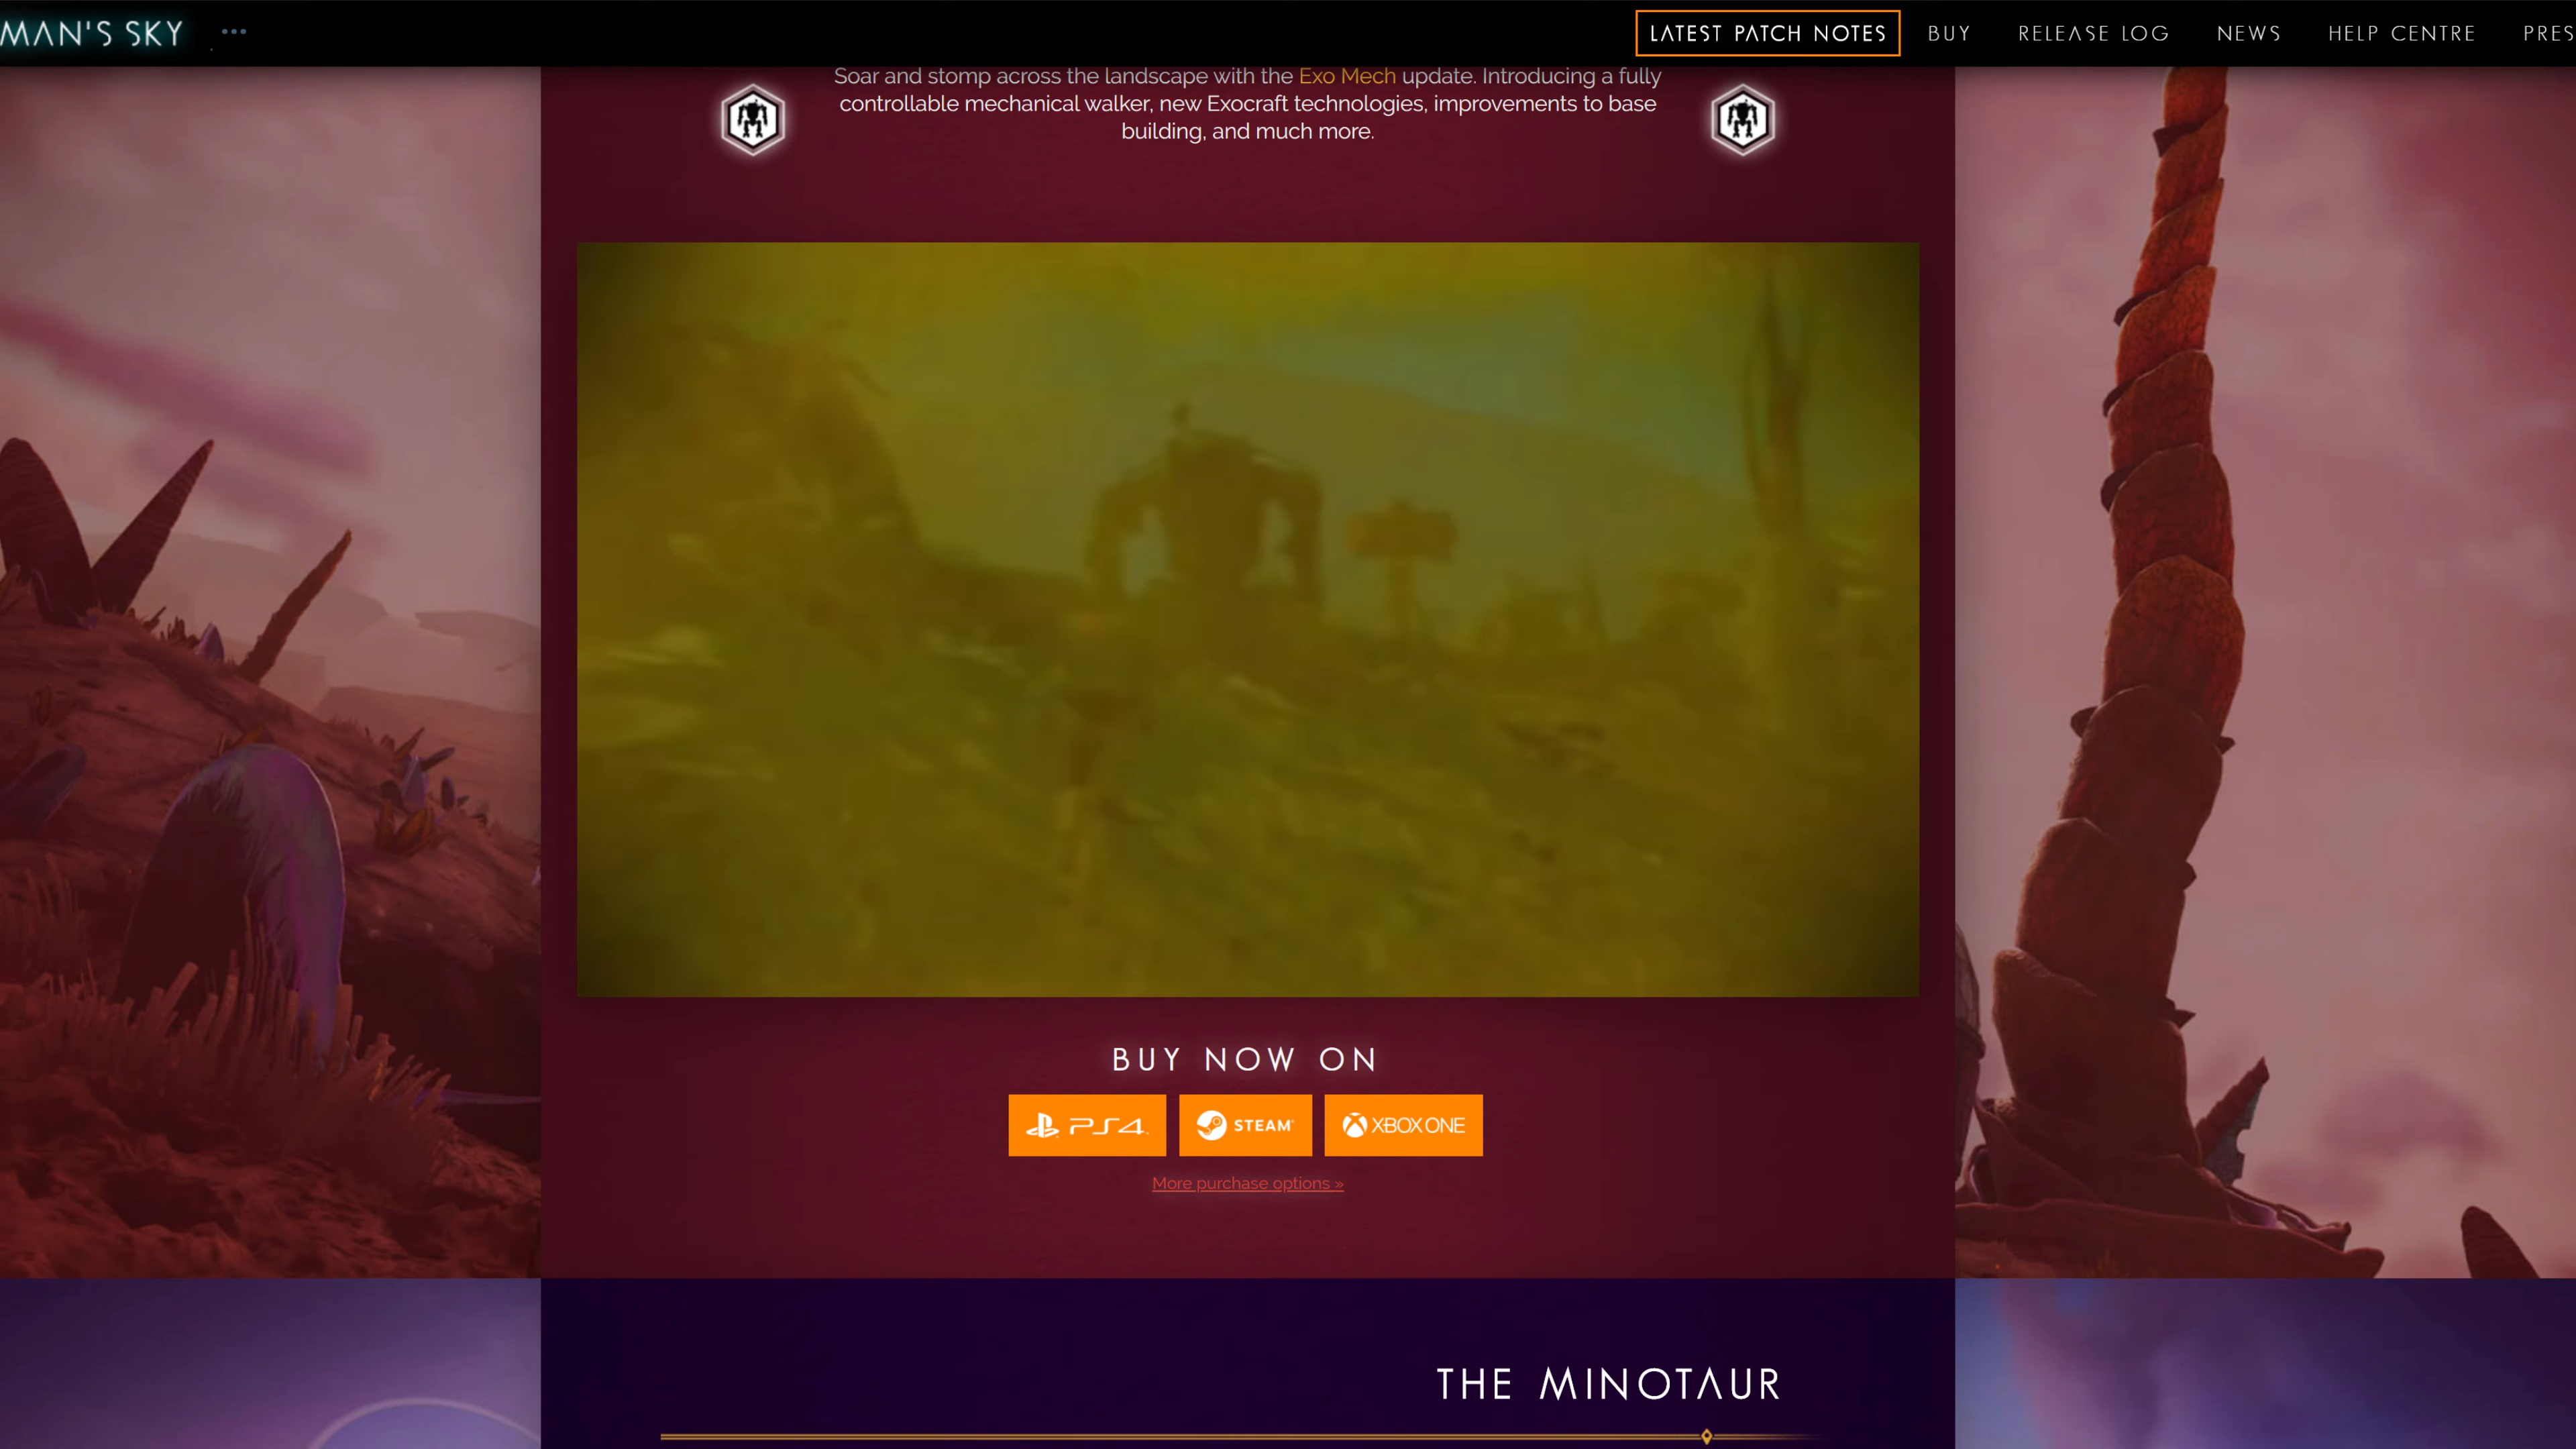 MAN'S SKY
LATEST PATCH NOTES
BUY
RELEASE LOG
NEWS
HELP CENTRE
PRES
Soar and stomp across the landscape with the Exo Mech update. Introducing a fully
controllable mechanical walker, new Exocraft technologies, improvements to base
building, and much more.
BUY NOW ON
PS4
STEAM
XBOX ONE
More purchase options »
THE MINOTAUR